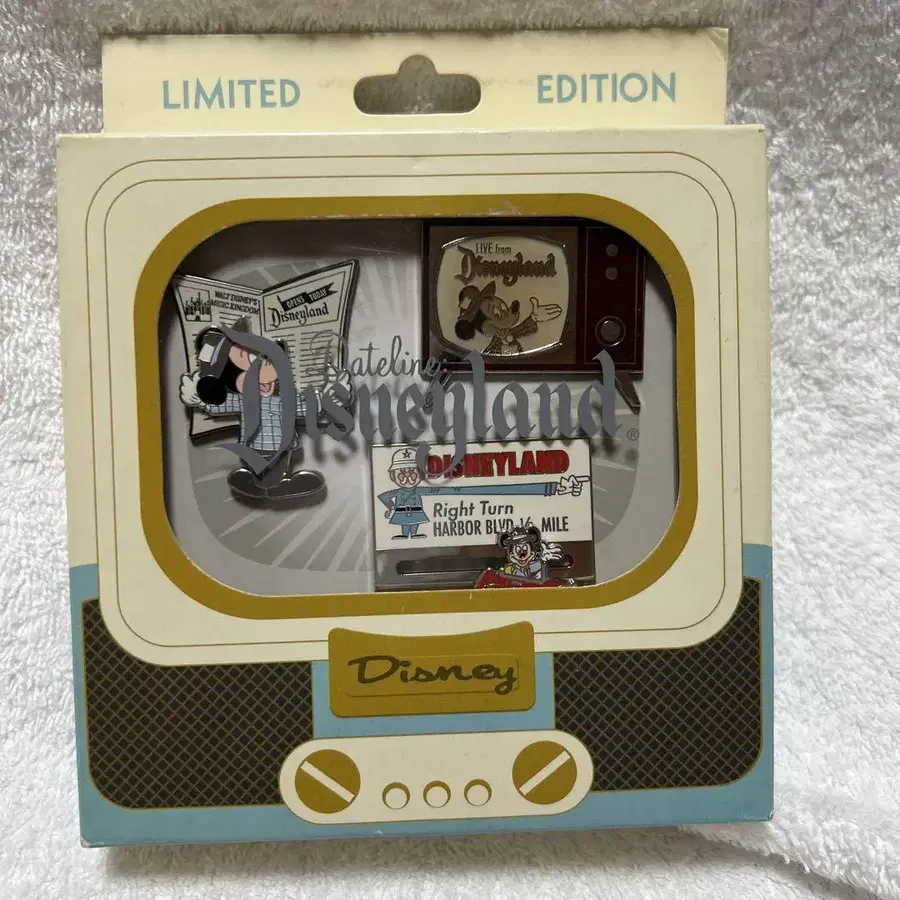 LIMITED EDITION
WALT DISNEY'S
MAGIC KINGDOM
OPENS TODAY
Disneyland
LIVE from
Disneyland
Dateline:
Disneyland
®
DISNEYLAND
Right Turn
HARBOR BLVD. ½ MILE
Disney